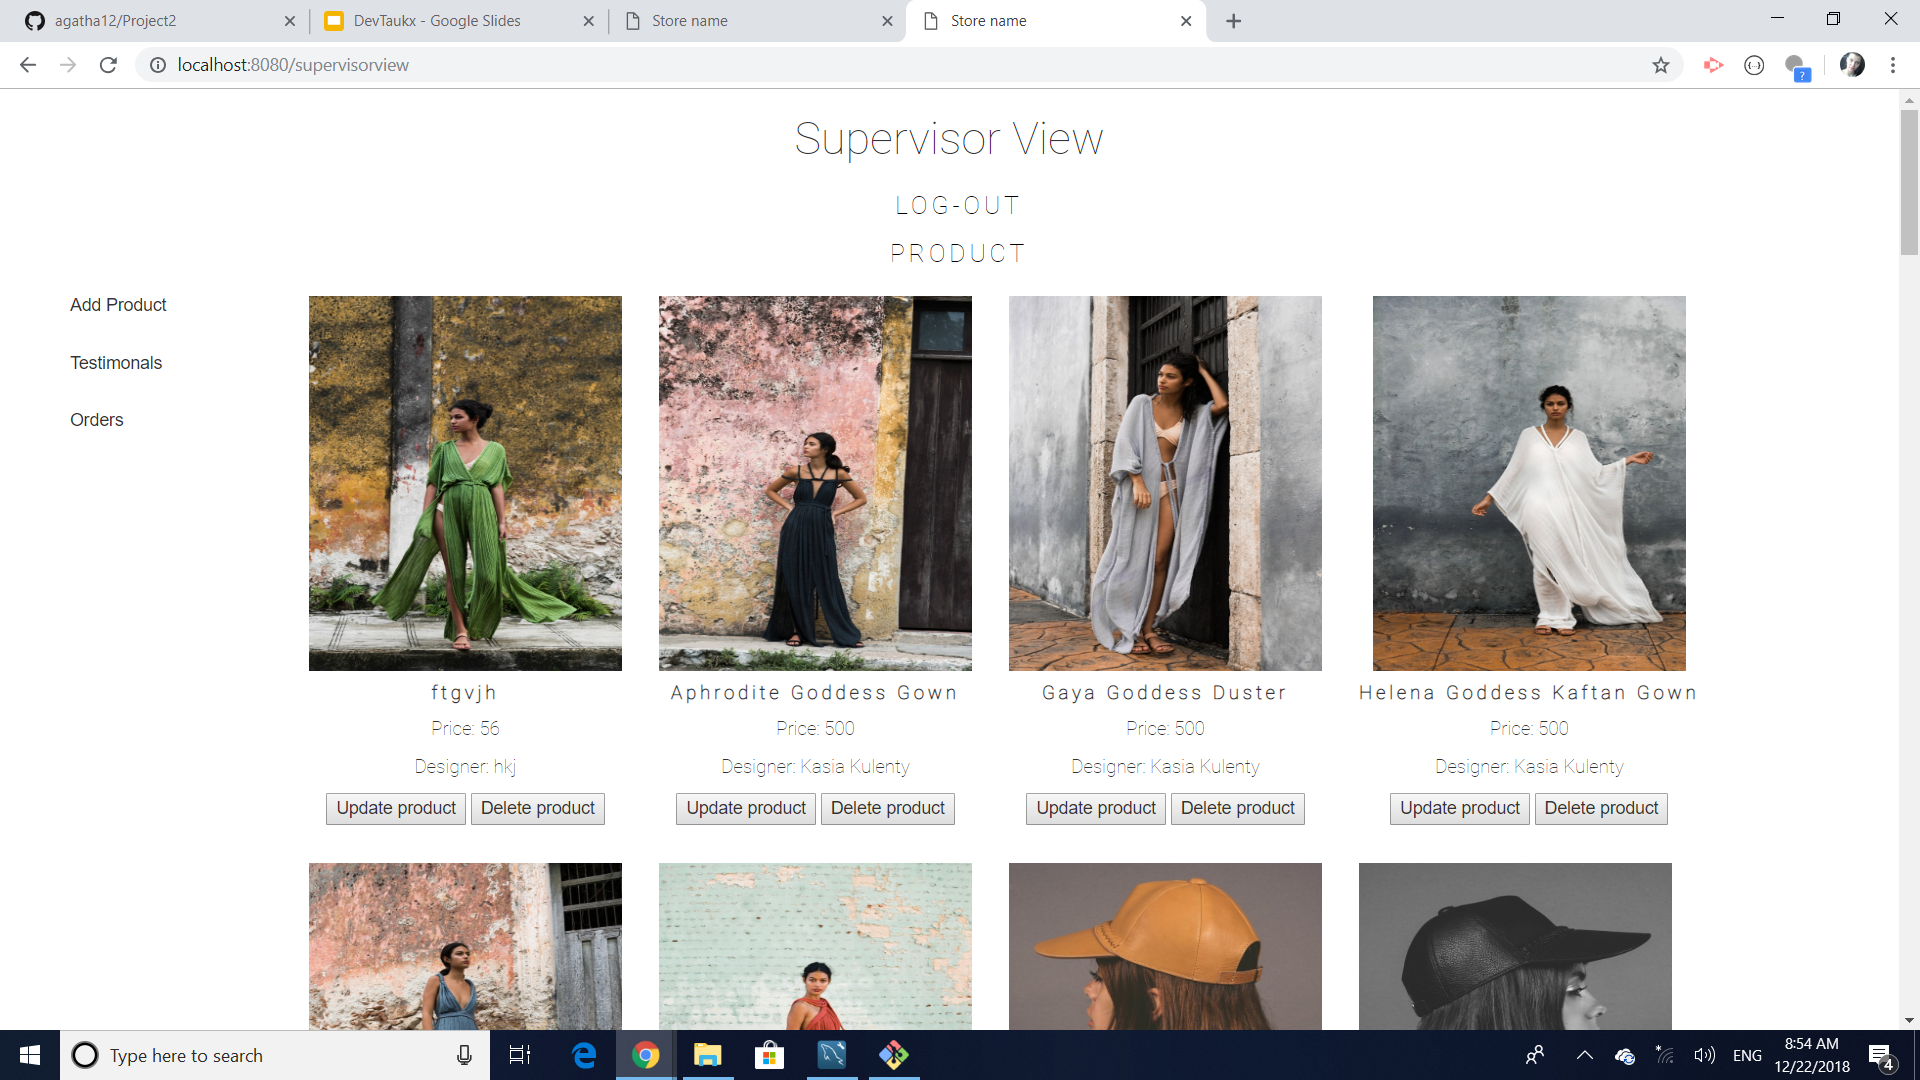 agatha12/Project2
DevTaukx - Google Slides
Store name
Store name
localhost:8080/supervisorview
Supervisor View
LOG-OUT
PRODUCT
Add Product
Testimonals
Orders
ftgvjh
Price: 56
Designer: hkj
Update product Delete product
Aphrodite Goddess Gown
Price: 500
Designer: Kasia Kulenty
Update product Delete product
Gaya Goddess Duster
Price: 500
Designer: Kasia Kulenty
Update product Delete product
Helena Goddess Kaftan Gown
Price: 500
Designer: Kasia Kulenty
Update product Delete product
Type here to search
ENG
8:54 AM
12/22/2018
4